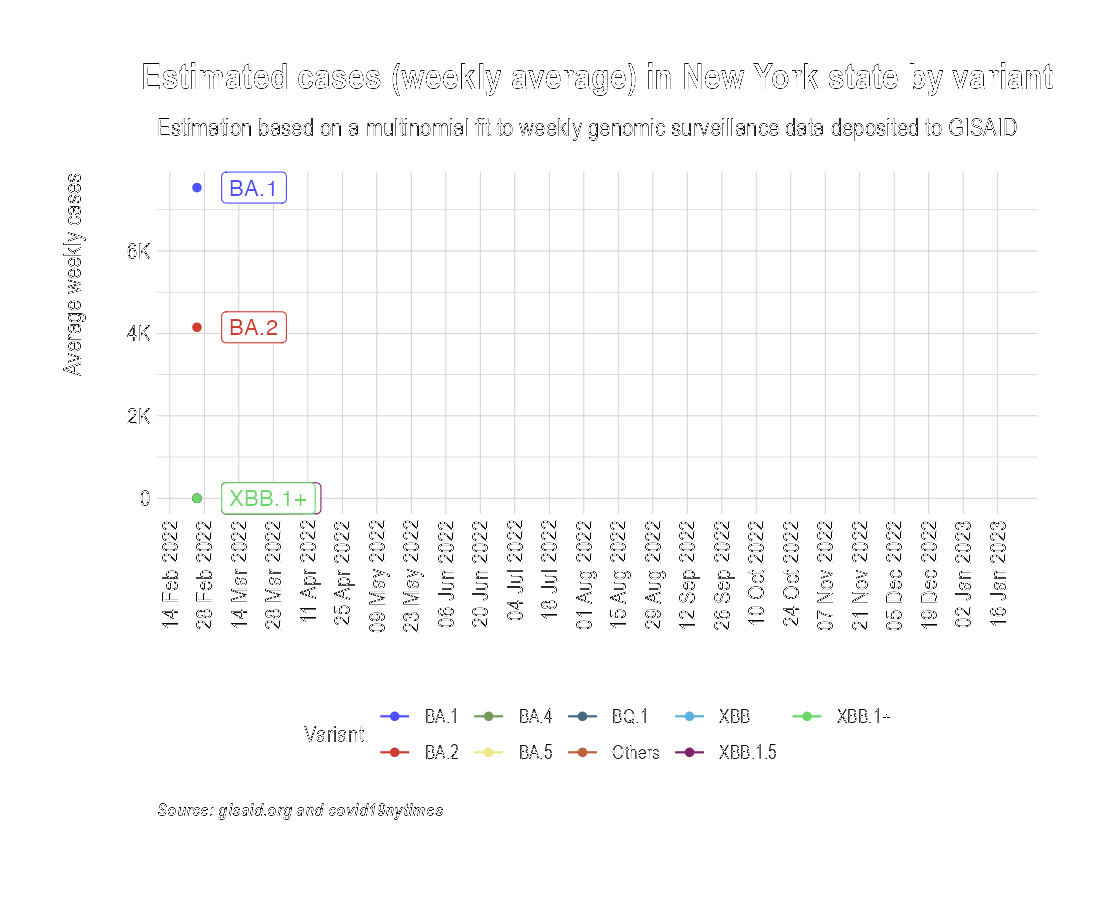 Estimated cases (weekly average) in New York state by variant
Estimation based on a multinomial fit to weekly genomic surveillance data deposited to GISAID
Average weekly cases
BA.1
6K
BA.2
4K
2K
0
XBB.1+
14 Feb 2022
28 Feb 2022
14 Mar 2022
28 Mar 2022
11 Apr 2022
25 Apr 2022
09 May 2022
23 May 2022
06 Jun 2022
20 Jun 2022
04 Jul 2022
18 Jul 2022
01 Aug 2022
15 Aug 2022
29 Aug 2022
12 Sep 2022
26 Sep 2022
10 Oct 2022
24 Oct 2022
07 Nov 2022
21 Nov 2022
05 Dec 2022
19 Dec 2022
02 Jan 2023
16 Jan 2023
Variant
BA.1 BA.4 BQ.1 XBB XBB.1+
BA.2 BA.5 Others XBB.1.5
Source: gisaid.org and covid19nytimes